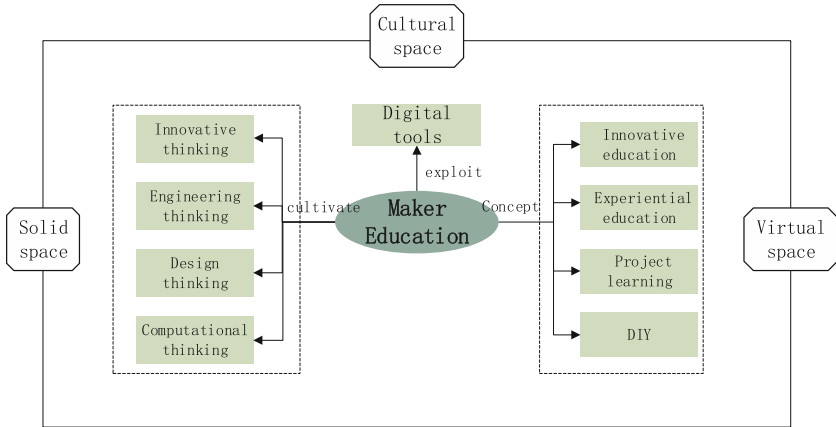 Cultural
space
Digital
tools
Innovative
thinking
Innovative
education
exploit
Engineering
thinking
Experiential
education
cultivate
Maker
Education
Concept
Solid
space
Virtual
space
Design
thinking
Project
learning
Computational
thinking
DIY